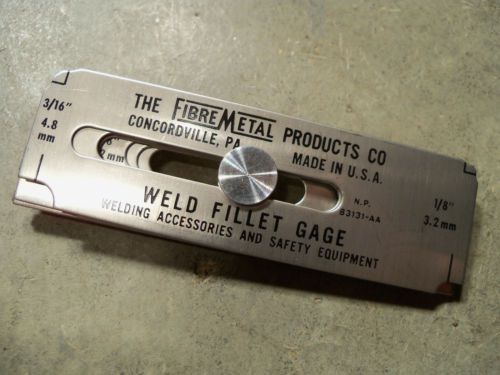 3/16"
4.8
mm
THE FIBREMETAL PRODUCTS CO
CONCORDVILLE, PA
MADE IN U.S.A.
N.P.
83131-AA
1/8"
3.2mm
WELD FILLET GAGE
WELDING ACCESSORIES AND SAFETY EQUIPMENT